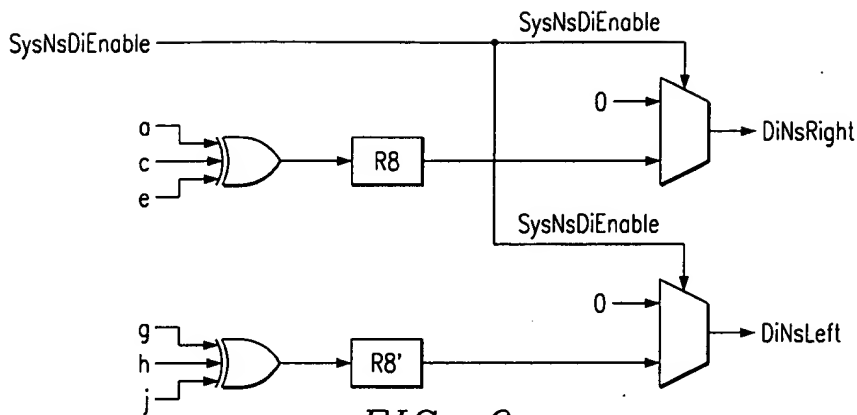 SysNsDiEnable
SysNsDiEnable
0
DiNsRight
a
c
e
R8
SysNsDiEnable
0
DiNsLeft
g
h
j
R8'